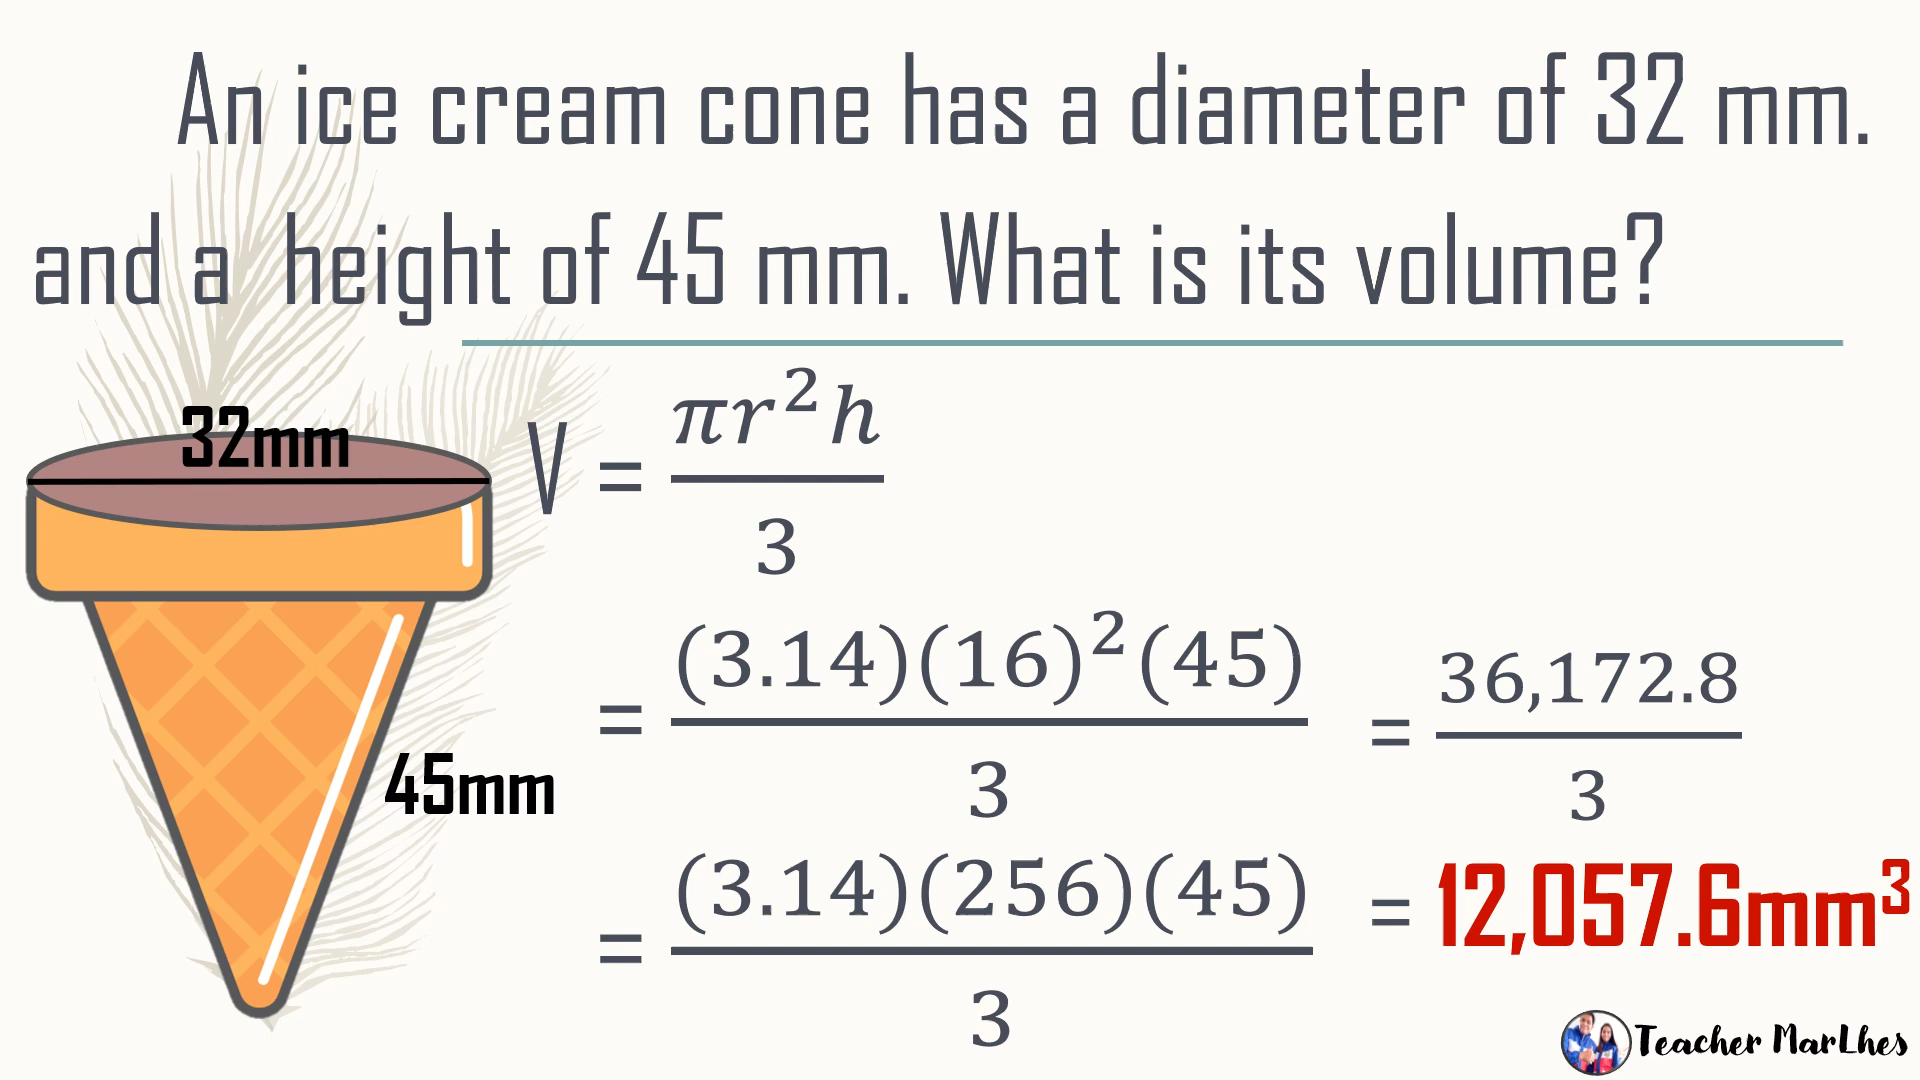 An ice cream cone has a diameter of 32 mm.
and a height of 45 mm. What is its volume?
32mm
45mm
V = πr²h / 3
= (3.14)(16)²(45) / 3
= (3.14)(256)(45) / 3
= 36,172.8 / 3
= 12,057.6mm³
Teacher MarLhes